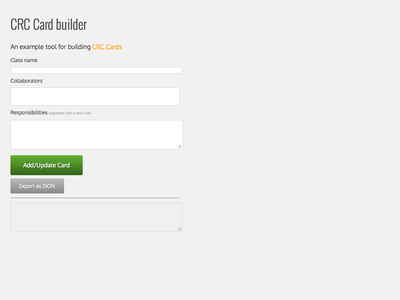 CRC Card builder
An example tool for building CRC Cards
Class name
Collaborators
Responsibilities seperate with a new line
Add/Update Card
Export as JSON